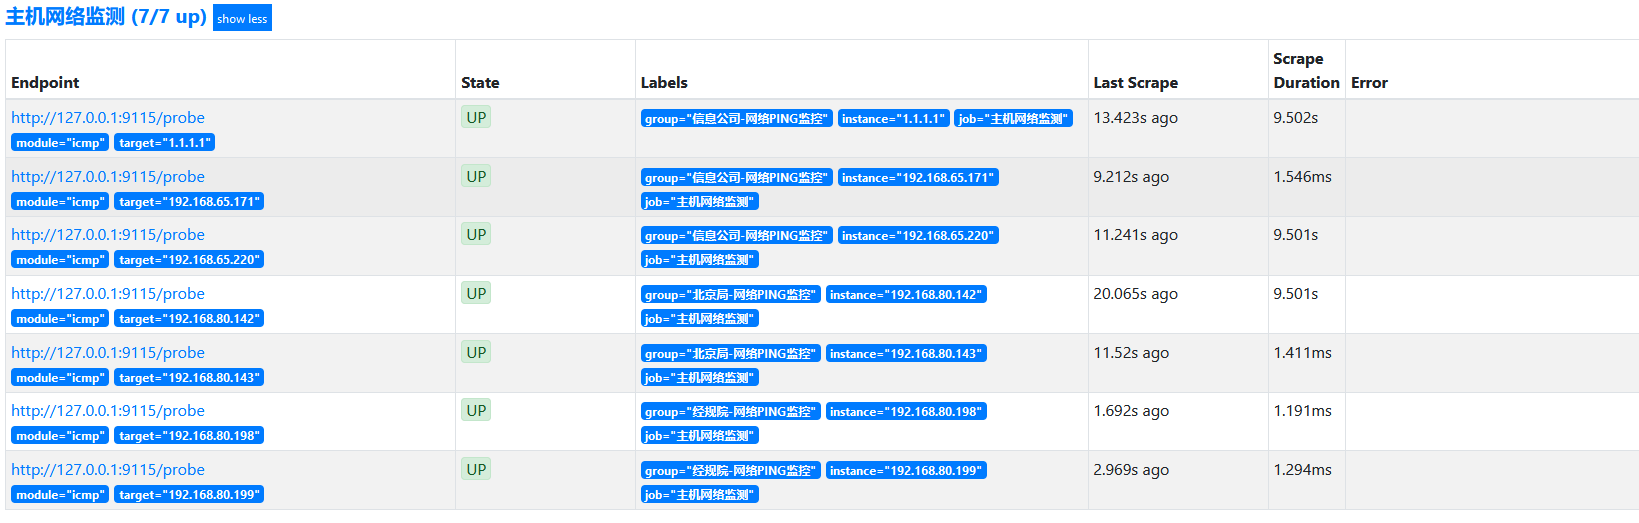 主机网络监测 (7/7 up) show less
Endpoint State Labels Last Scrape Scrape Duration Error
http://127.0.0.1:9115/probe UP group="信息公司-网络PING监控" instance="1.1.1.1" job="主机网络监测" 13.423s ago 9.502s
module="icmp" target="1.1.1.1"
http://127.0.0.1:9115/probe UP group="信息公司-网络PING监控" instance="192.168.65.171" 9.212s ago 1.546ms
module="icmp" target="192.168.65.171" job="主机网络监测"
http://127.0.0.1:9115/probe UP group="信息公司-网络PING监控" instance="192.168.65.220" 11.241s ago 9.501s
module="icmp" target="192.168.65.220" job="主机网络监测"
http://127.0.0.1:9115/probe UP group="北京局-网络PING监控" instance="192.168.80.142" 20.065s ago 9.501s
module="icmp" target="192.168.80.142" job="主机网络监测"
http://127.0.0.1:9115/probe UP group="北京局-网络PING监控" instance="192.168.80.143" 11.52s ago 1.411ms
module="icmp" target="192.168.80.143" job="主机网络监测"
http://127.0.0.1:9115/probe UP group="经规院-网络PING监控" instance="192.168.80.198" 1.692s ago 1.191ms
module="icmp" target="192.168.80.198" job="主机网络监测"
http://127.0.0.1:9115/probe UP group="经规院-网络PING监控" instance="192.168.80.199" 2.969s ago 1.294ms
module="icmp" target="192.168.80.199" job="主机网络监测"